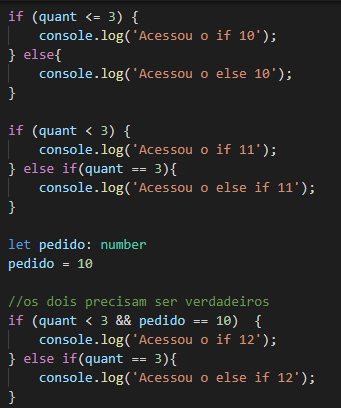 if (quant <= 3) {
    console.log('Acessou o if 10');
} else{
    console.log('Acessou o else 10');
}

if (quant < 3) {
    console.log('Acessou o if 11');
} else if(quant == 3){
    console.log('Acessou o else if 11');
}

let pedido: number
pedido = 10

//os dois precisam ser verdadeiros
if (quant < 3 && pedido == 10)  {
    console.log('Acessou o if 12');
} else if(quant == 3){
    console.log('Acessou o else if 12');
}